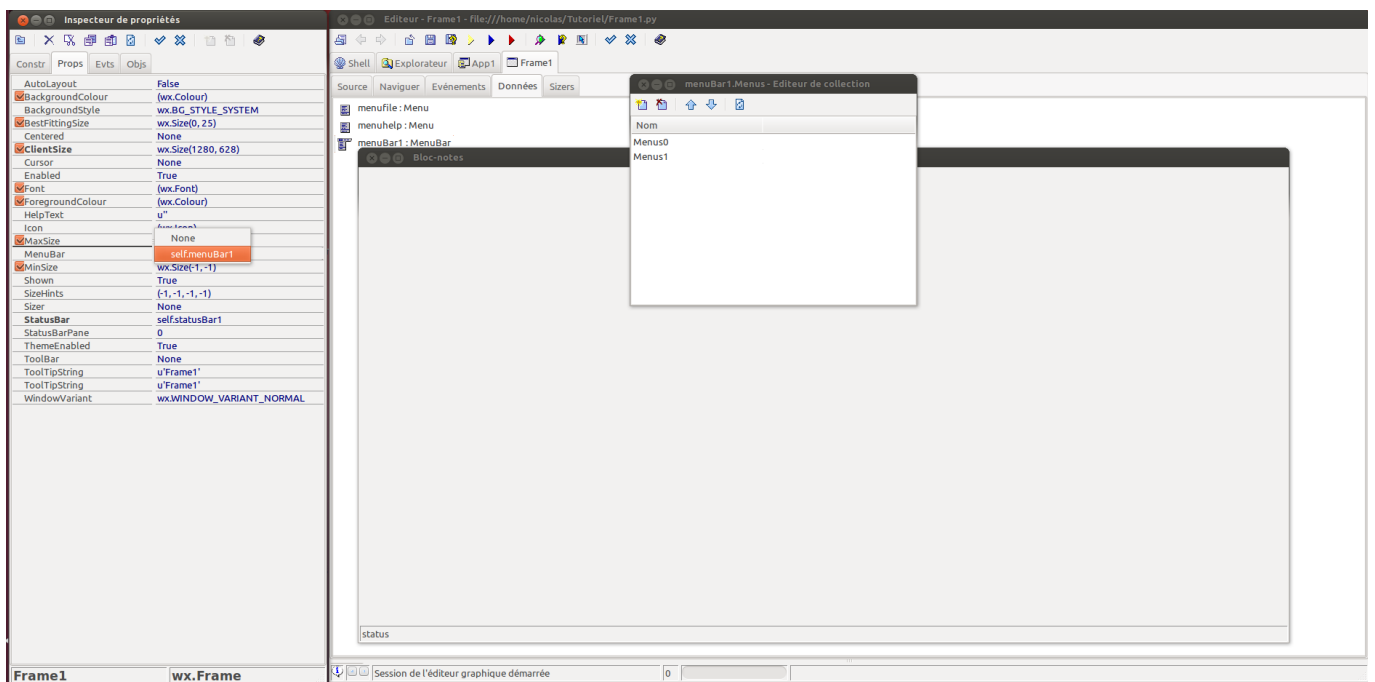 Inspecteur de propriétés
Constr Props Evts Objs
AutoLayout False
BackgroundColour (wx.Colour)
BackgroundStyle wx.BG_STYLE_SYSTEM
BestFittingSize wx.Size(0, 25)
Centered None
ClientSize wx.Size(1280, 628)
Cursor None
Enabled True
Font (wx.Font)
ForegroundColour (wx.Colour)
HelpText u''
Icon (wx.Icon)
MaxSize
None
MenuBar self.menuBar1
MinSize wx.Size(-1, -1)
Shown True
SizeHints (-1, -1, -1, -1)
Sizer None
StatusBar self.statusBar1
StatusBarPane 0
ThemeEnabled True
ToolBar None
ToolTipString u'Frame1'
ToolTipString u'Frame1'
WindowVariant wx.WINDOW_VARIANT_NORMAL
Frame1 wx.Frame
Editeur - Frame1 - file:///home/nicolas/Tutoriel/Frame1.py
Shell Explorateur App1 Frame1
Source Naviguer Evénements Données Sizers
menufile : Menu
menuhelp : Menu
menuBar1 : MenuBar
Bloc-notes
status
menuBar1.Menus - Editeur de collection
Nom
Menus0
Menus1
Session de l'éditeur graphique démarrée 0